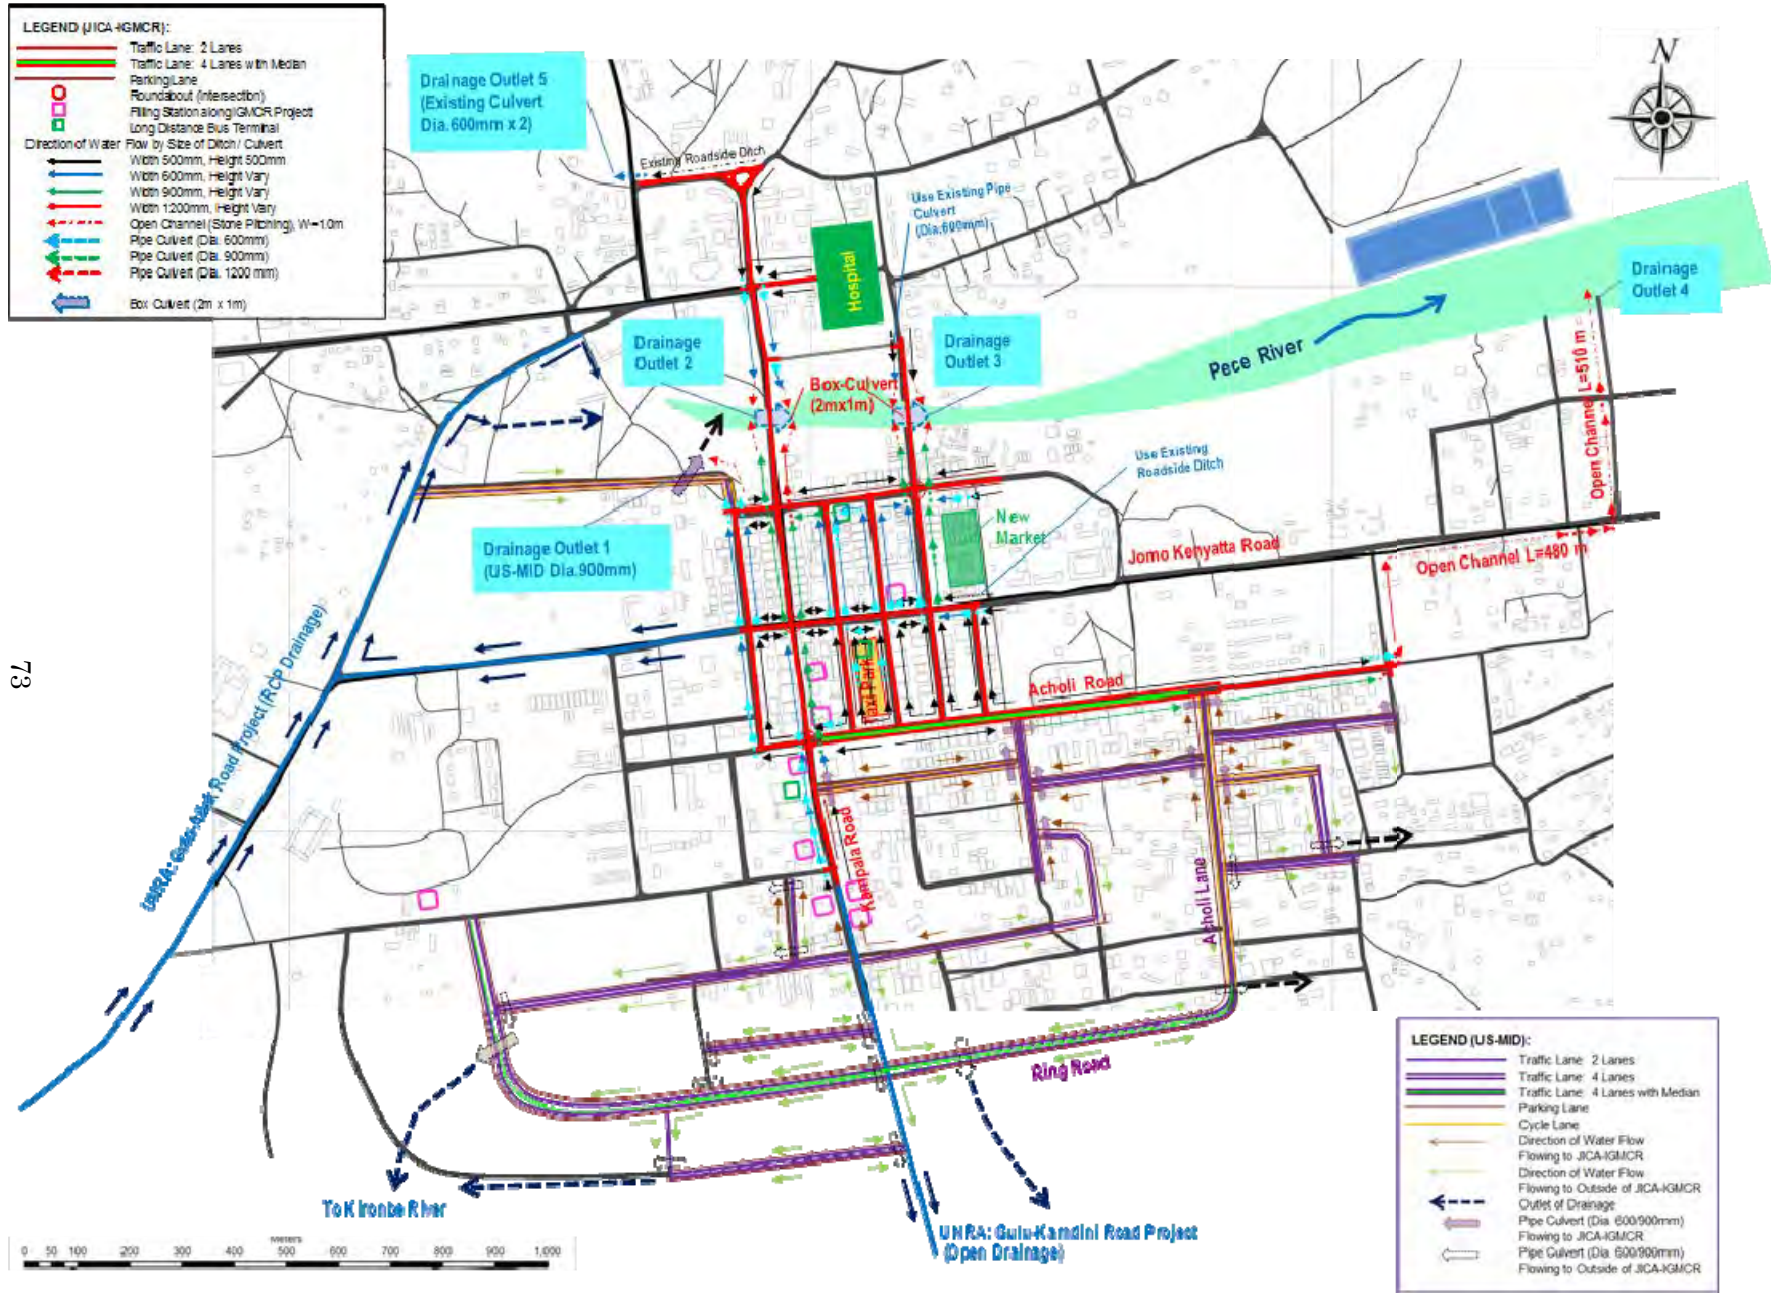 LEGEND (JICA-IGMCR):
Traffic Lane: 2 Lanes
Traffic Lane: 4 Lanes with Median
Parking Lane
Roundabout (Intersection)
Filling Station along IGMCR Project
Long Distance Bus Terminal
Direction of Water Flow by Size of Ditch / Culvert
Width 500mm, Height 500mm
Width 600mm, Height Vary
Width 900mm, Height Vary
Width 1200mm, Height Vary
Open Channel (Stone Pitching), W=1.0m
Pipe Culvert (Dia. 600mm)
Pipe Culvert (Dia. 900mm)
Pipe Culvert (Dia. 1200 mm)
Box Culvert (2m x 1m)
Drainage Outlet 5
(Existing Culvert
Dia. 600mm x 2)
Existing Roadside Ditch
N
Use Existing Pipe
Culvert
(Dia.600mm)
Hospital
Drainage
Outlet 4
Drainage
Outlet 2
Drainage
Outlet 3
Pece River
Box-Culvert
(2mx1m)
Open Channel L=510 m
Use Existing
Roadside Ditch
New
Market
Drainage Outlet 1
(US-MID Dia.900mm)
Jomo Kenyatta Road
Open Channel L=480 m
Taxi Park
Acholi Road
UNRA: Gulu-Atiak Road Project (RCP Drainage)
73
Kampala Road
Acholi Lane
Ring Road
To Kironbe River
UNRA: Gulu-Kamdini Road Project
(Open Drainage)
Meters
0 50 100 200 300 400 500 600 700 800 900 1,000
LEGEND (US-MID):
Traffic Lane: 2 Lanes
Traffic Lane: 4 Lanes
Traffic Lane: 4 Lanes with Median
Parking Lane
Cycle Lane
Direction of Water Flow
Flowing to JICA-IGMCR
Direction of Water Flow
Flowing to Outside of JICA-IGMCR
Outlet of Drainage
Pipe Culvert (Dia. 600/900mm)
Flowing to JICA-IGMCR
Pipe Culvert (Dia. 600/900mm)
Flowing to Outside of JICA-IGMCR